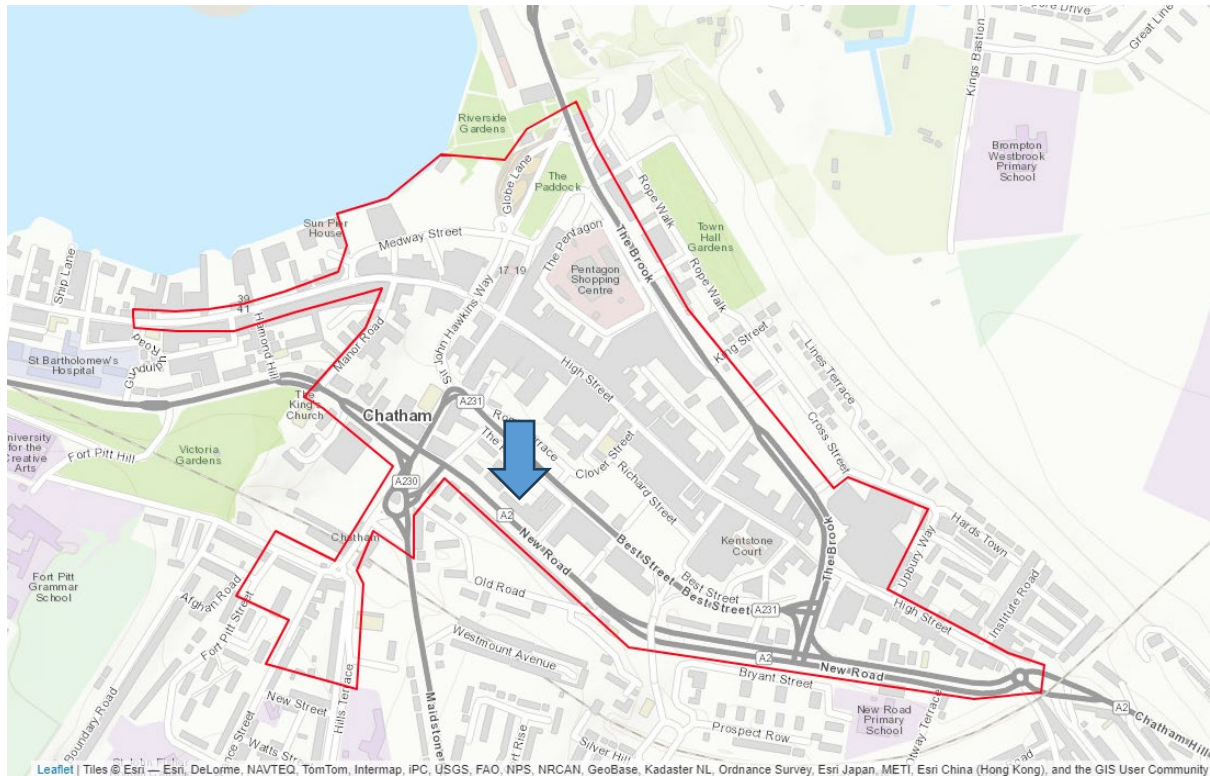 Great Line
Kings Bastion
Riverside
Gardens
Brompton
Westbrook
Primary
School
Globe Lane
The
Paddock
Rope Walk
Town
Hall
Gardens
Sun Pier
House
Medway Street
The Pentagon
The Brook
Ship Lane
17 19
Pentagon
Shopping
Centre
Rope Walk
39
41
Hamond Hill
Sir John Hawkins Way
King Street
Lines Terrace
St Bartholomew's
Hospital
Road
Manor Road
High Street
The
King's
Church
Chatham
A231
Cross Street
University
for the
Creative
Arts
Fort Pitt Hill
Victoria
Gardens
Clover Street
Richard Street
A230
A2
Hards Town
Chatham
New Road
Best Street
Kentstone
Court
The Brook
Upbury Way
Fort Pitt
Grammar
School
Afghan Road
Fort Pitt Street
Old Road
Best Street
Best Street
A231
High Street
Institute Road
Westmount Avenue
A2
New Road
Bryant Street
Hills Terrace
New Street
Maidstone
New Road
Primary
School
A2
Chatham Hill
Boundary Road
Watts Street
Prospect Row
Silver Hill
Leaflet | Tiles © Esri — Esri, DeLorme, NAVTEQ, TomTom, Intermap, iPC, USGS, FAO, NPS, NRCAN, GeoBase, Kadaster NL, Ordnance Survey, Esri Japan, METI, Esri China (Hong Kong), and the GIS User Community